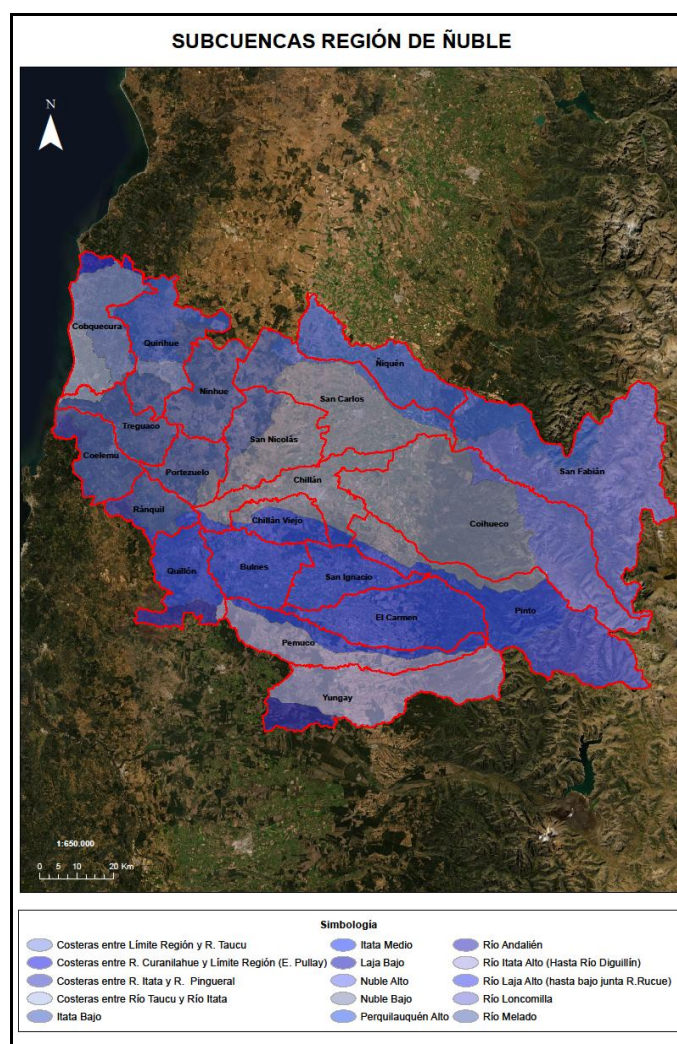 SUBCUENCAS REGIÓN DE ÑUBLE
N
Cobquecura
Quirihue
Ñiquén
Ninhue
San Carlos
Treguaco
San Nicolás
Coelemu
Portezuelo
San Fabián
Chillán
Ránquil
Chillán Viejo
Coihueco
Quillón
Bulnes
San Ignacio
El Carmen
Pinto
Pemuco
Yungay
1:650.000
0 5 10 20 Km
Simbología
Costeras entre Límite Región y R. Taucu
Costeras entre R. Curanilahue y Límite Región (E. Pullay)
Costeras entre R. Itata y R. Pingueral
Costeras entre Río Taucu y Río Itata
Itata Bajo
Itata Medio
Laja Bajo
Nuble Alto
Nuble Bajo
Perquilauquén Alto
Río Andalién
Río Itata Alto (Hasta Río Diguillín)
Río Laja Alto (hasta bajo junta R.Rucue)
Río Loncomilla
Río Melado